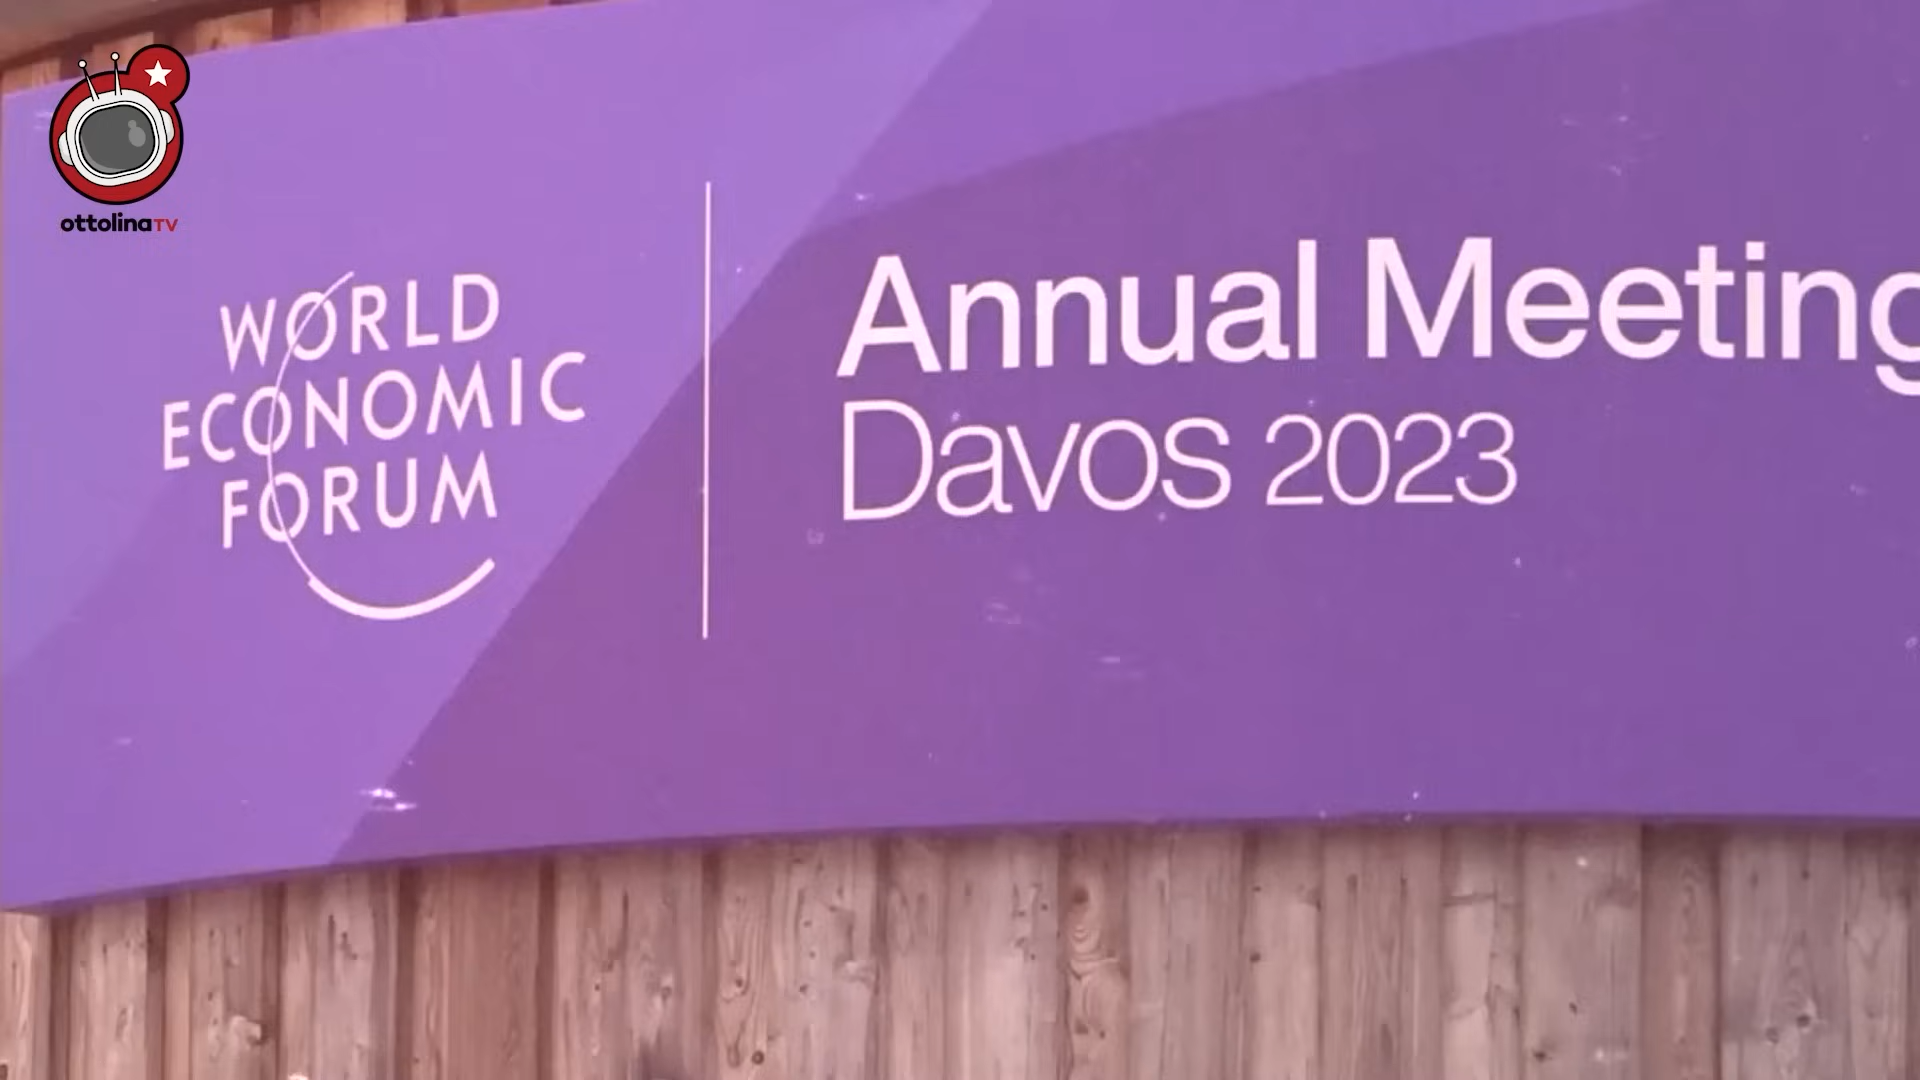 ottolinaTV
WORLD
ECONOMIC
FORUM
Annual Meeting
Davos 2023